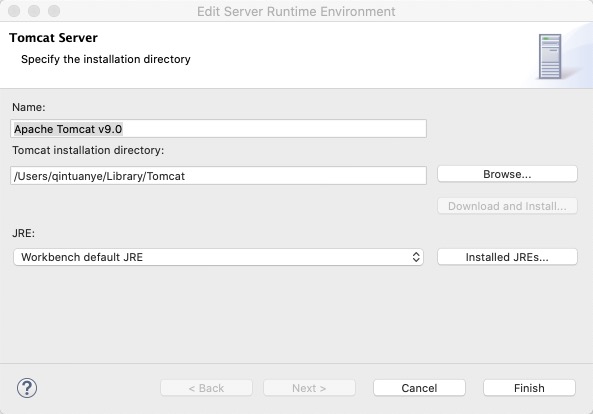 Edit Server Runtime Environment
Tomcat Server
Specify the installation directory
Name:
Apache Tomcat v9.0
Tomcat installation directory:
/Users/qintuanye/Library/Tomcat
Browse...
Download and Install...
JRE:
Workbench default JRE
Installed JREs...
?
< Back
Next >
Cancel
Finish